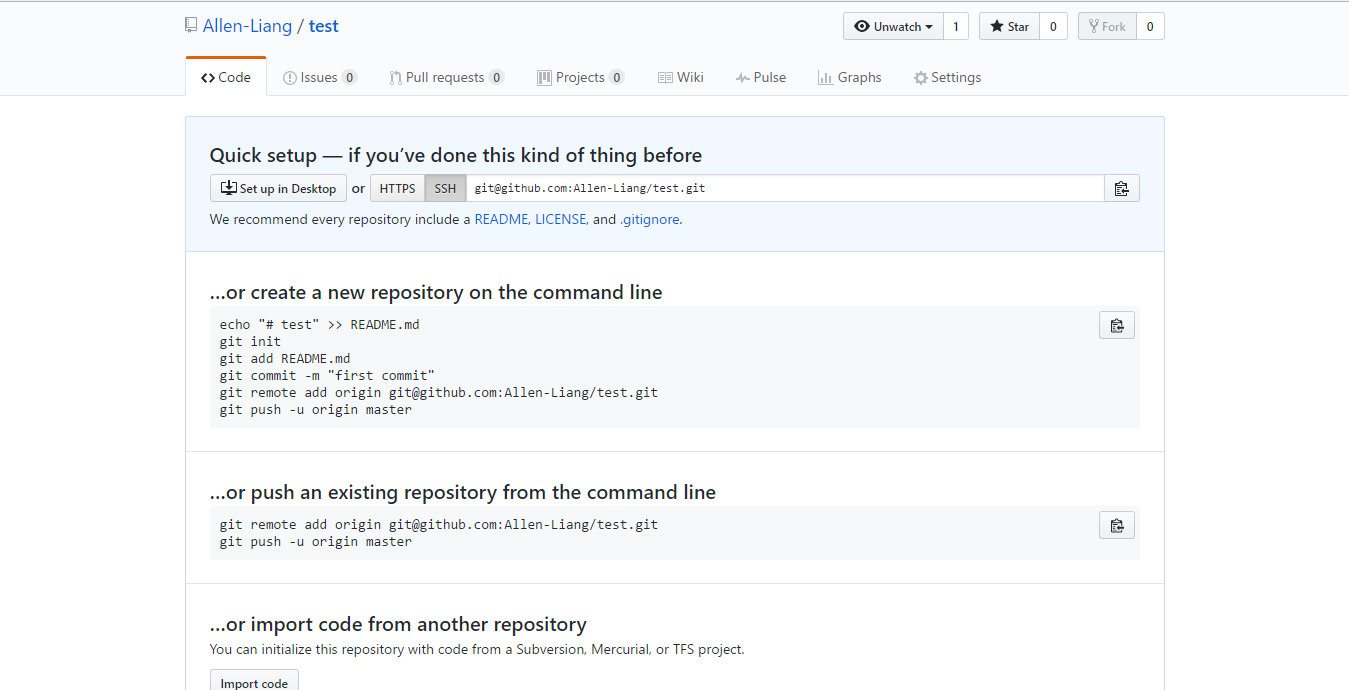 Allen-Liang / test
Unwatch 1 Star 0 Fork 0
Code Issues 0 Pull requests 0 Projects 0 Wiki Pulse Graphs Settings
Quick setup — if you’ve done this kind of thing before
Set up in Desktop or HTTPS SSH git@github.com:Allen-Liang/test.git
We recommend every repository include a README, LICENSE, and .gitignore.
…or create a new repository on the command line
echo "# test" >> README.md
git init
git add README.md
git commit -m "first commit"
git remote add origin git@github.com:Allen-Liang/test.git
git push -u origin master
…or push an existing repository from the command line
git remote add origin git@github.com:Allen-Liang/test.git
git push -u origin master
…or import code from another repository
You can initialize this repository with code from a Subversion, Mercurial, or TFS project.
Import code